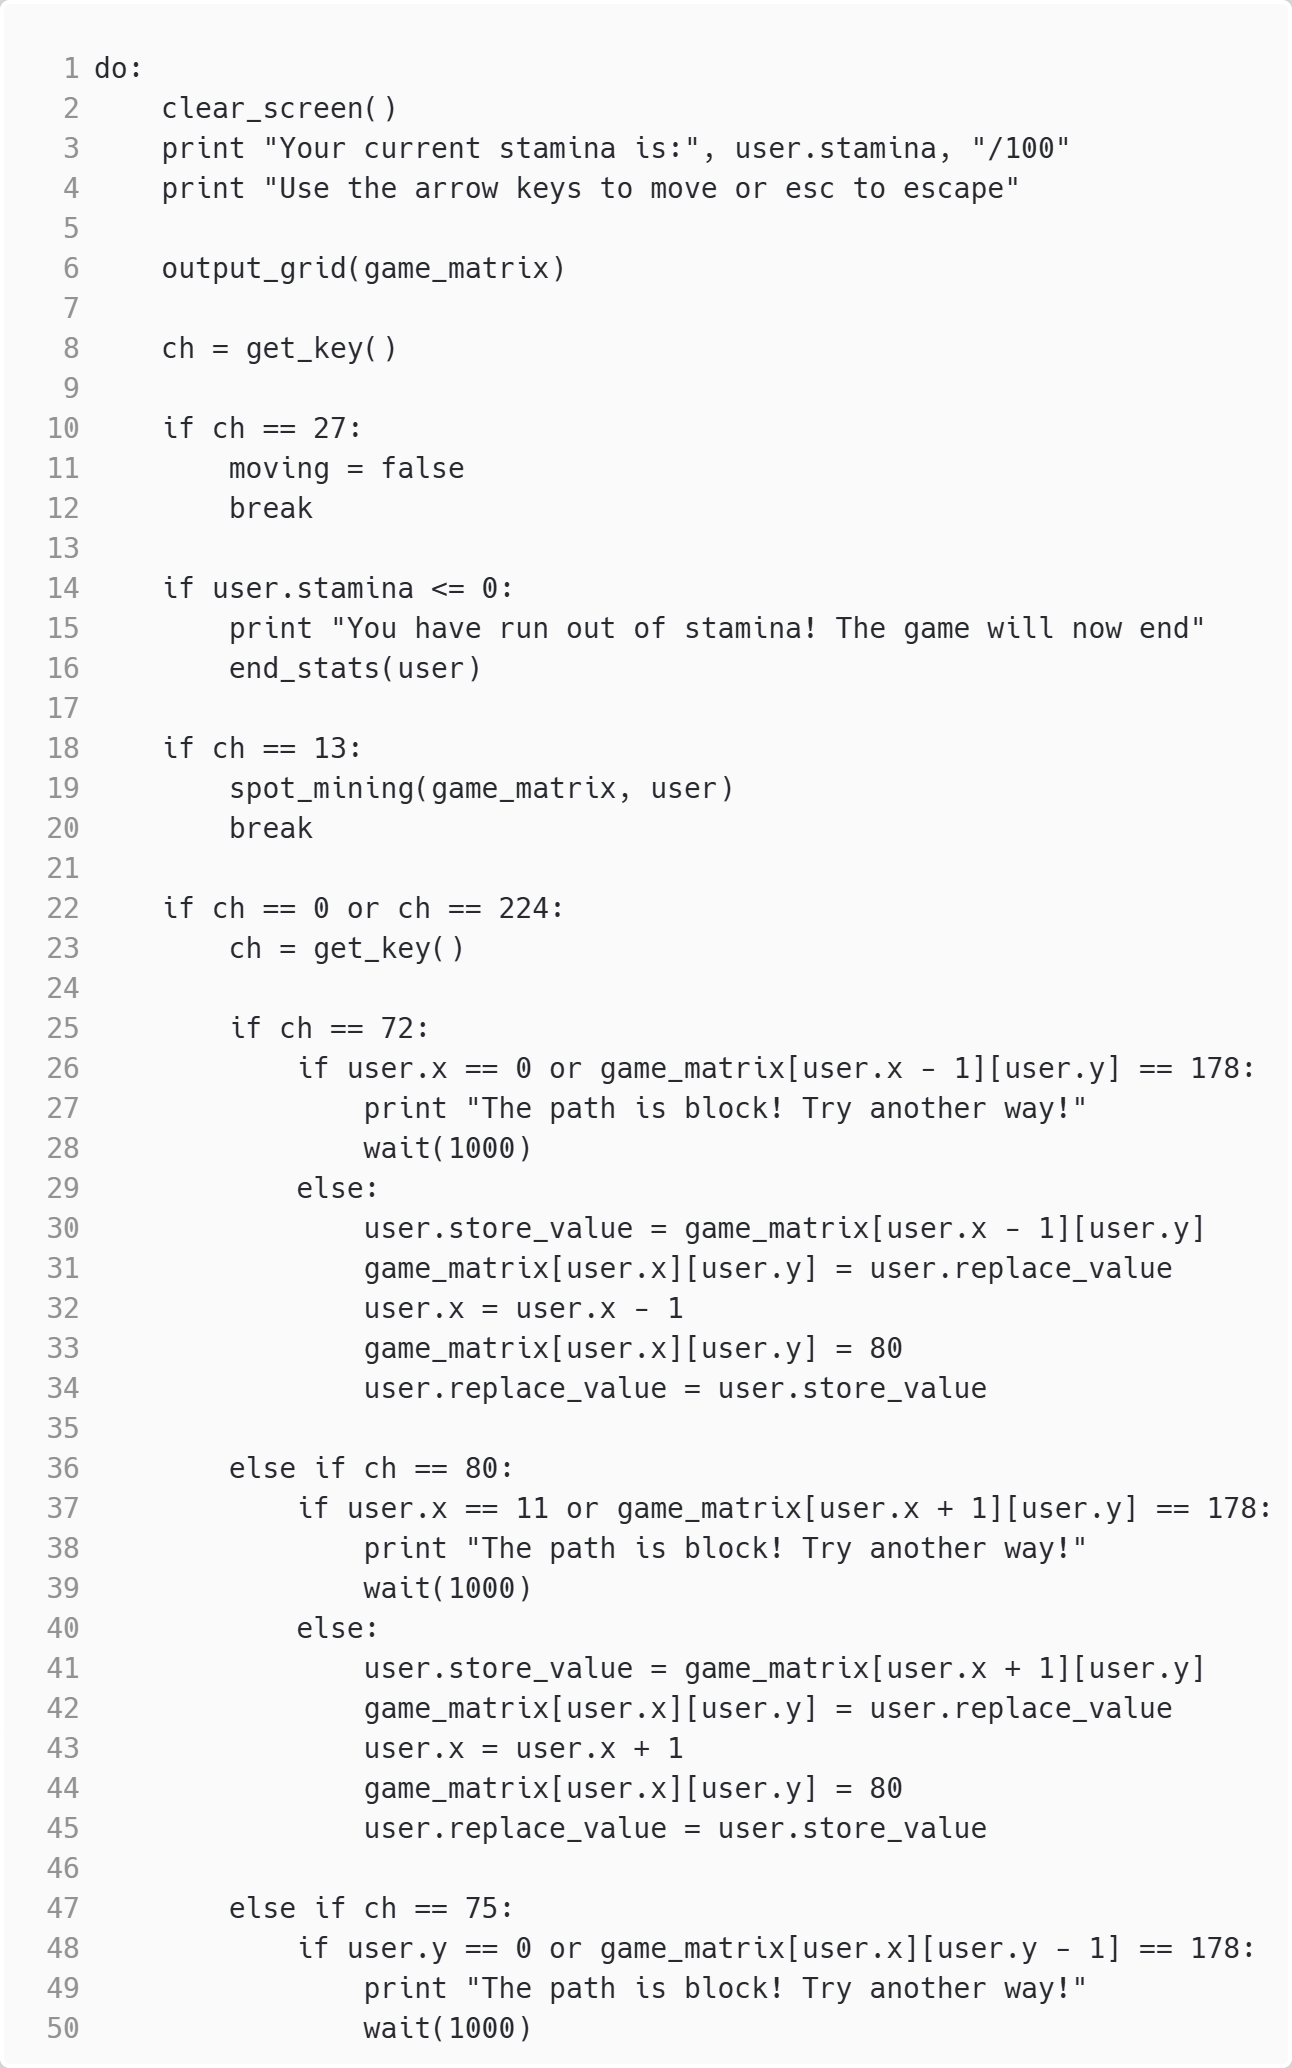 1 do:
2     clear_screen()
3     print "Your current stamina is:", user.stamina, "/100"
4     print "Use the arrow keys to move or esc to escape"
5
6     output_grid(game_matrix)
7
8     ch = get_key()
9
10     if ch == 27:
11         moving = false
12         break
13
14     if user.stamina <= 0:
15         print "You have run out of stamina! The game will now end"
16         end_stats(user)
17
18     if ch == 13:
19         spot_mining(game_matrix, user)
20         break
21
22     if ch == 0 or ch == 224:
23         ch = get_key()
24
25         if ch == 72:
26             if user.x == 0 or game_matrix[user.x - 1][user.y] == 178:
27                 print "The path is block! Try another way!"
28                 wait(1000)
29             else:
30                 user.store_value = game_matrix[user.x - 1][user.y]
31                 game_matrix[user.x][user.y] = user.replace_value
32                 user.x = user.x - 1
33                 game_matrix[user.x][user.y] = 80
34                 user.replace_value = user.store_value
35
36         else if ch == 80:
37             if user.x == 11 or game_matrix[user.x + 1][user.y] == 178:
38                 print "The path is block! Try another way!"
39                 wait(1000)
40             else:
41                 user.store_value = game_matrix[user.x + 1][user.y]
42                 game_matrix[user.x][user.y] = user.replace_value
43                 user.x = user.x + 1
44                 game_matrix[user.x][user.y] = 80
45                 user.replace_value = user.store_value
46
47         else if ch == 75:
48             if user.y == 0 or game_matrix[user.x][user.y - 1] == 178:
49                 print "The path is block! Try another way!"
50                 wait(1000)